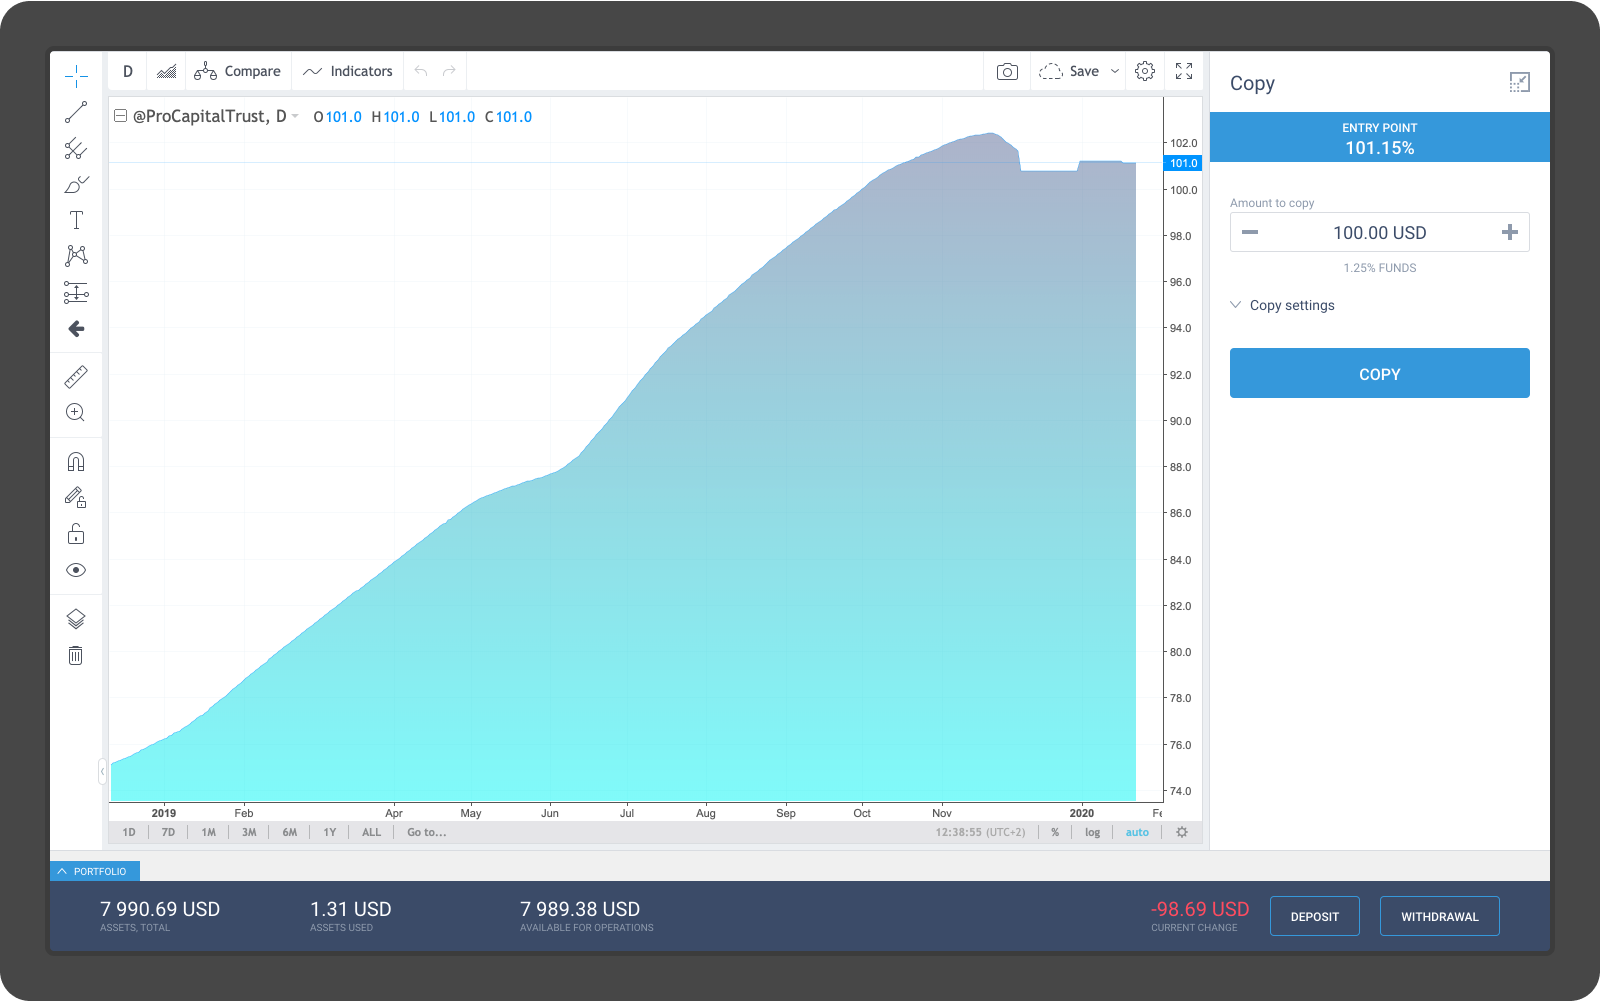 D Compare Indicators Save
@ProCapitalTrust, D O101.0 H101.0 L101.0 C101.0
102.0
101.0
100.0
98.0
96.0
94.0
92.0
90.0
88.0
86.0
84.0
82.0
80.0
78.0
76.0
74.0
2019 Feb Apr May Jun Jul Aug Sep Oct Nov 2020 Fe
1D 7D 1M 3M 6M 1Y ALL Go to... 12:38:55 (UTC+2) % log auto
Copy
ENTRY POINT
101.15%
Amount to copy
100.00 USD
1.25% FUNDS
Copy settings
COPY
PORTFOLIO
7 990.69 USD
ASSETS, TOTAL
1.31 USD
ASSETS USED
7 989.38 USD
AVAILABLE FOR OPERATIONS
-98.69 USD
CURRENT CHANGE
DEPOSIT
WITHDRAWAL